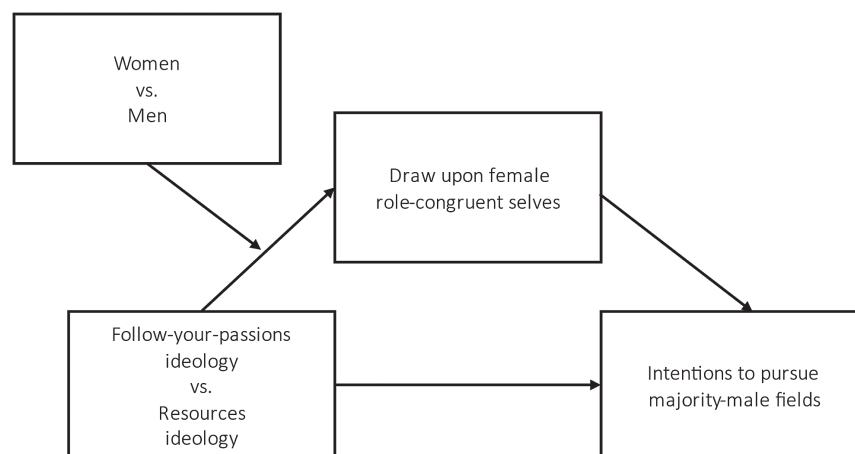 Women
vs.
Men
Draw upon female
role-congruent selves
Follow-your-passions
ideology
vs.
Resources
ideology
Intentions to pursue
majority-male fields